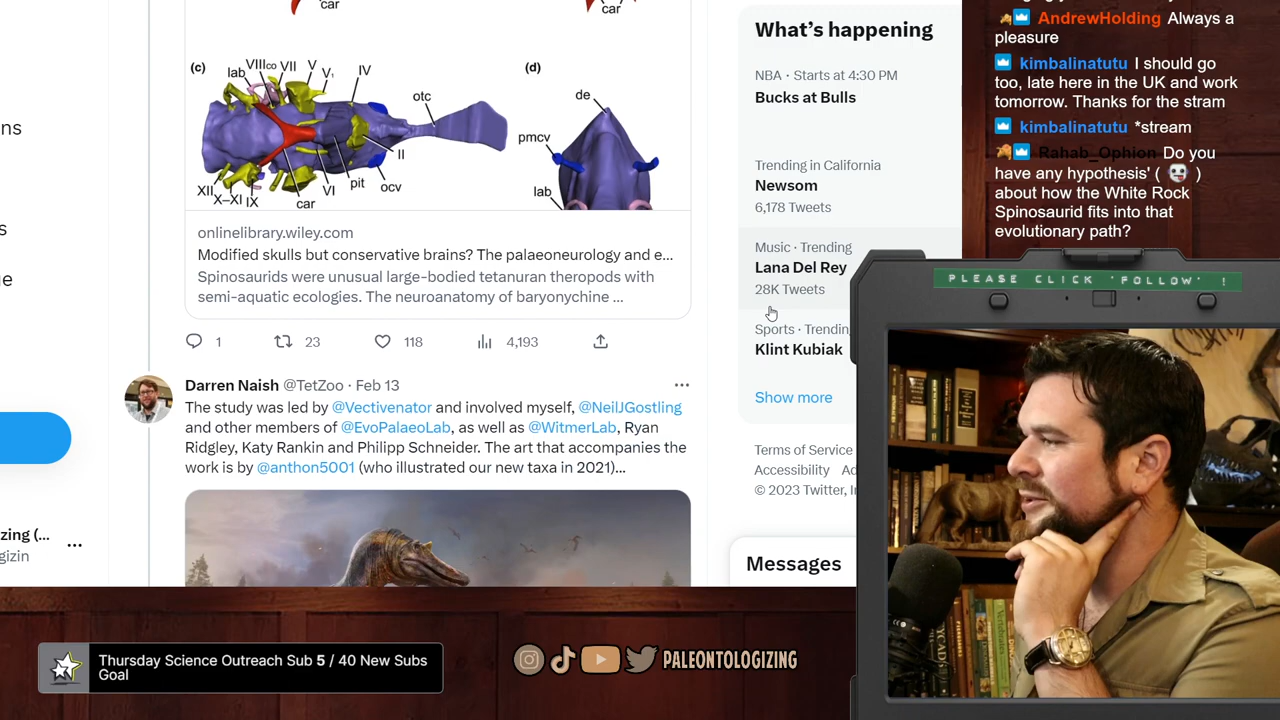 car
car
(c)
lab
VIIIco
VII
V
V₁
IV
otc
II
ocv
pit
VI
car
IX
X–XI
XII
(d)
de
pmcv
lab
onlinelibrary.wiley.com
Modified skulls but conservative brains? The palaeoneurology and e...
Spinosaurids were unusual large-bodied tetanuran theropods with
semi-aquatic ecologies. The neuroanatomy of baryonychine ...
1
23
118
4,193
Darren Naish @TetZoo · Feb 13
The study was led by @Vectivenator and involved myself, @NeilJGostling
and other members of @EvoPalaeoLab, as well as @WitmerLab, Ryan
Ridgley, Katy Rankin and Philipp Schneider. The art that accompanies the
work is by @anthon5001 (who illustrated our new taxa in 2021)...
ns
s
e
zing (...
gizin
What's happening
NBA · Starts at 4:30 PM
Bucks at Bulls
Trending in California
Newsom
6,178 Tweets
Music · Trending
Lana Del Rey
28K Tweets
Sports · Trendin
Klint Kubiak
Show more
Terms of Service
Accessibility Ad
© 2023 Twitter, I
Messages
AndrewHolding Always a
pleasure
kimbalinatutu I should go
too, late here in the UK and work
tomorrow. Thanks for the stram
kimbalinatutu *stream
Rahab_Ophion Do you
have any hypothesis' ( )
about how the White Rock
Spinosaurid fits into that
evolutionary path?
PLEASE CLICK 'FOLLOW' !
Thursday Science Outreach Sub 5 / 40 New Subs
Goal
PALEONTOLOGIZING